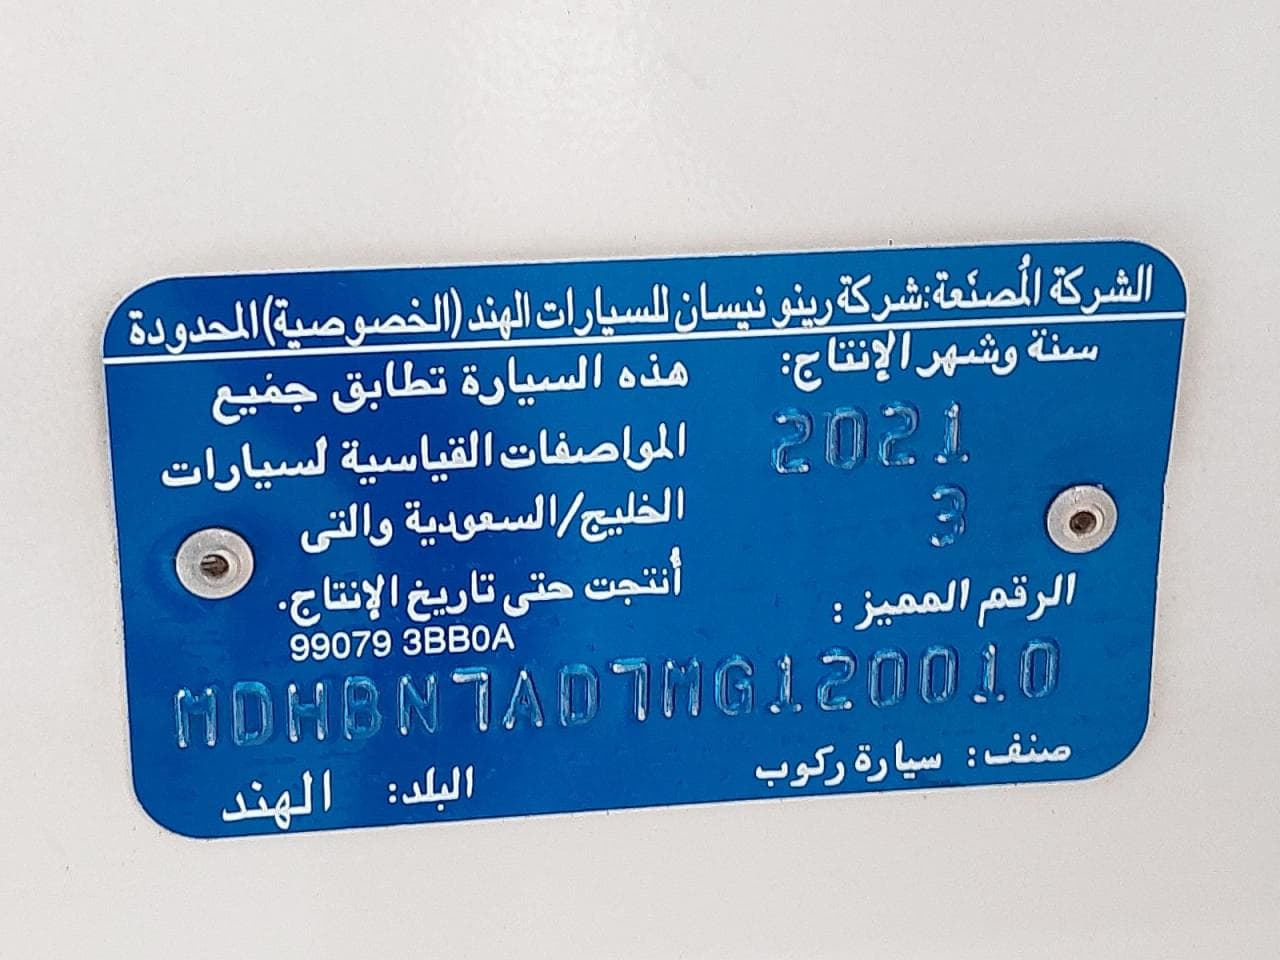 الشركة المُصنَعة:شركة رينو نيسان للسيارات الهند (الخصوصية) المحدودة
سنة وشهر الإنتاج:
2021
3
هذه السيارة تطابق جميع
المواصفات القياسية لسيارات
الخليج/السعودية والتى
أنتجت حتى تاريخ الإنتاج.
99079 3BB0A
الرقم المميز :
MDHBN7AD7MG120010
صنف: سيارة ركوب
البلد: الهند